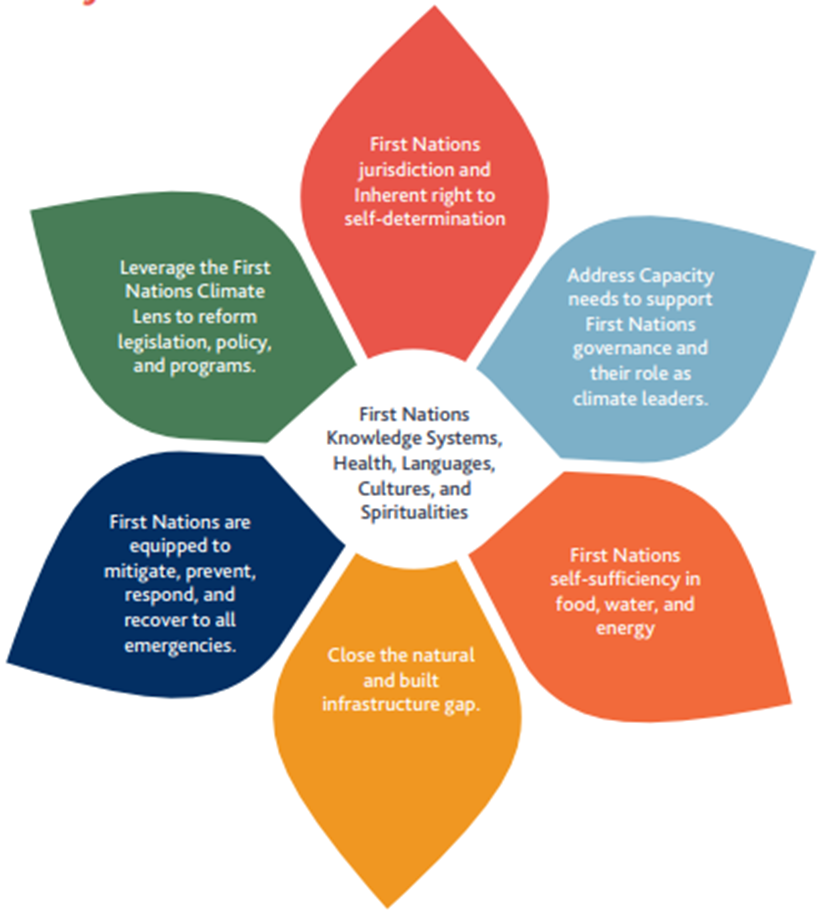 First Nations
jurisdiction and
Inherent right to
self-determination
Address Capacity
needs to support
First Nations
governance and
their role as
climate leaders.
First Nations
self-sufficiency in
food, water, and
energy
Close the natural
and built
infrastructure gap.
First Nations are
equipped to
mitigate, prevent,
respond, and
recover to all
emergencies.
Leverage the First
Nations Climate
Lens to reform
legislation, policy,
and programs.
First Nations
Knowledge Systems,
Health, Languages,
Cultures, and
Spiritualities